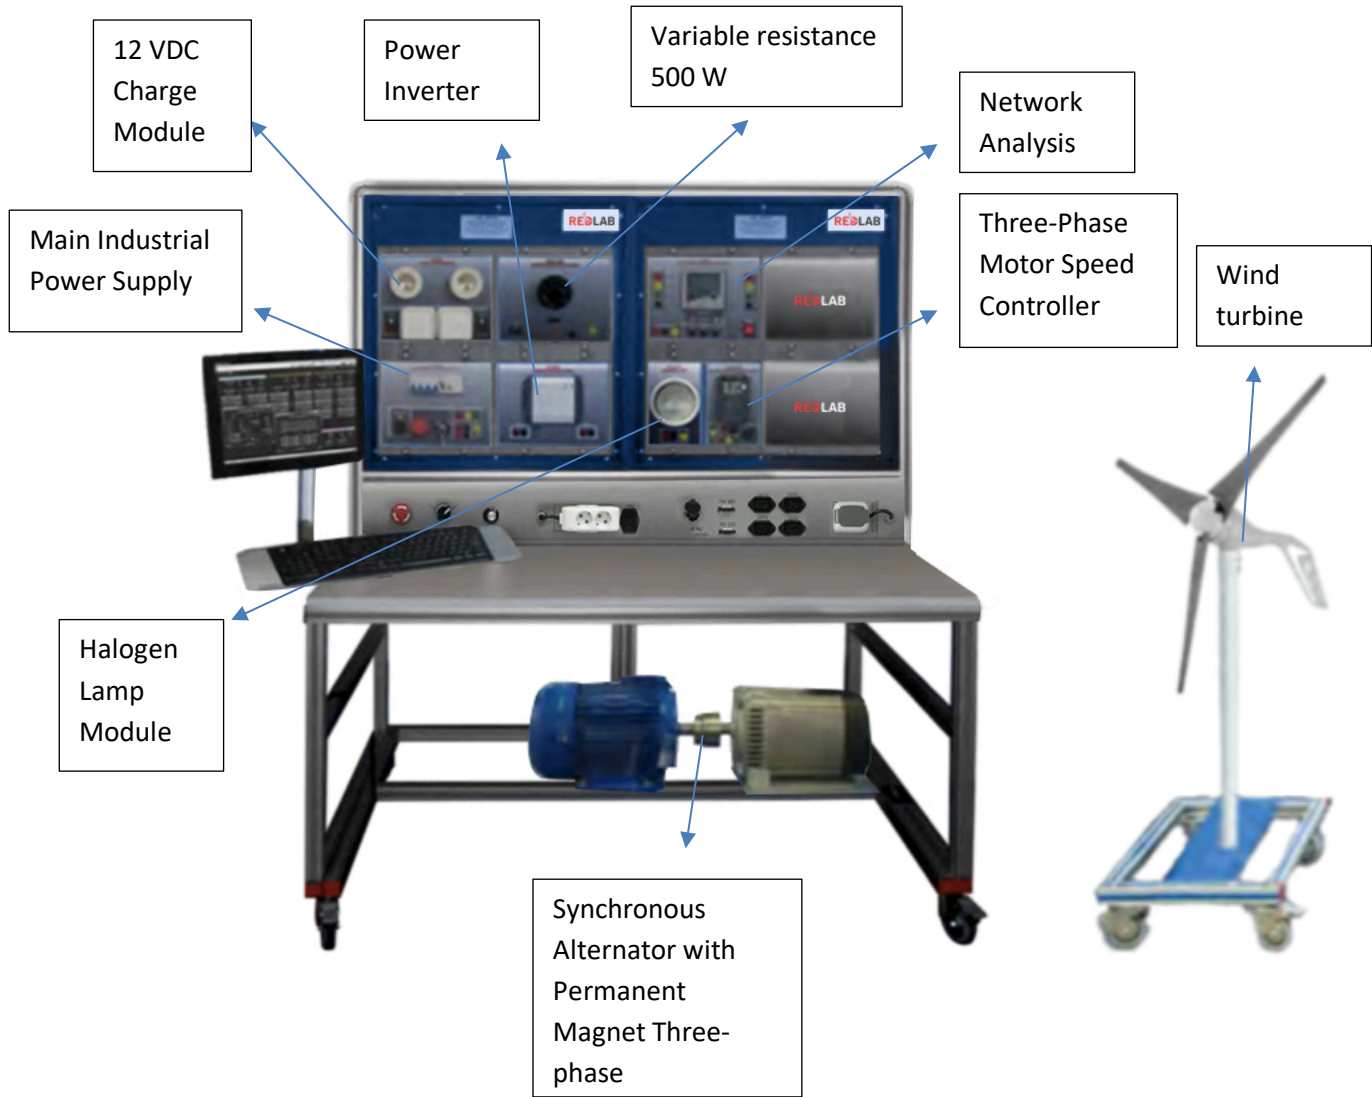 12 VDC
Charge
Module
Power
Inverter
Variable resistance
500 W
Network
Analysis
Main Industrial
Power Supply
Three-Phase
Motor Speed
Controller
Wind
turbine
REDLAB
REDLAB
REDLAB
REDLAB
Halogen
Lamp
Module
Synchronous
Alternator with
Permanent
Magnet Three-
phase